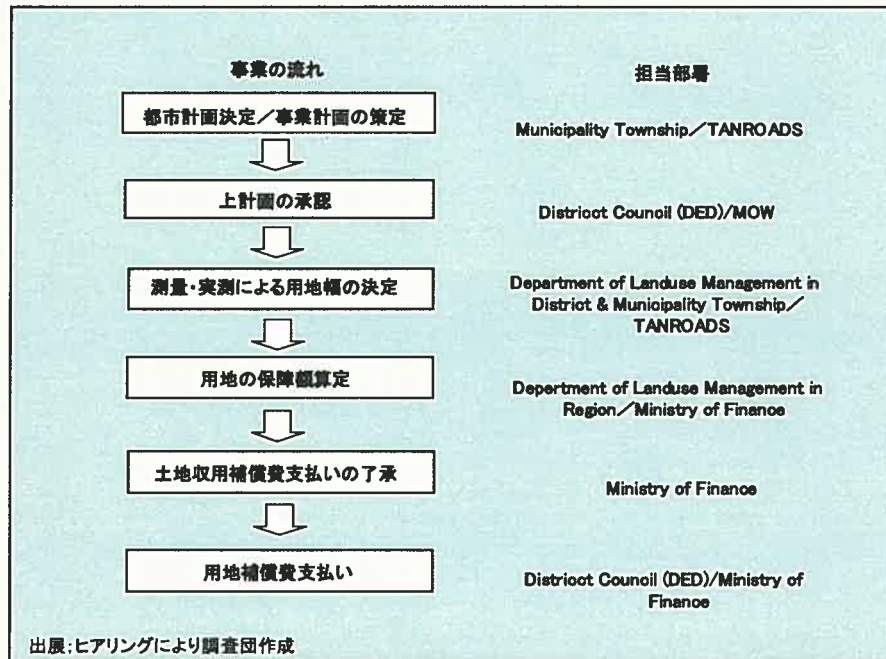 事業の流れ
担当部署
都市計画決定／事業計画の策定
Municipality Township／TANROADS
上計画の承認
Districot Council (DED)/MOW
測量・実測による用地幅の決定
Department of Landuse Management in
District & Municipality Township／
TANROADS
用地の保障額算定
Department of Landuse Management in
Region／Ministry of Finance
土地収用補償費支払いの了承
Ministry of Finance
用地補償費支払い
Districot Council (DED)/Ministry of
Finance
出展;ヒアリングにより調査団作成